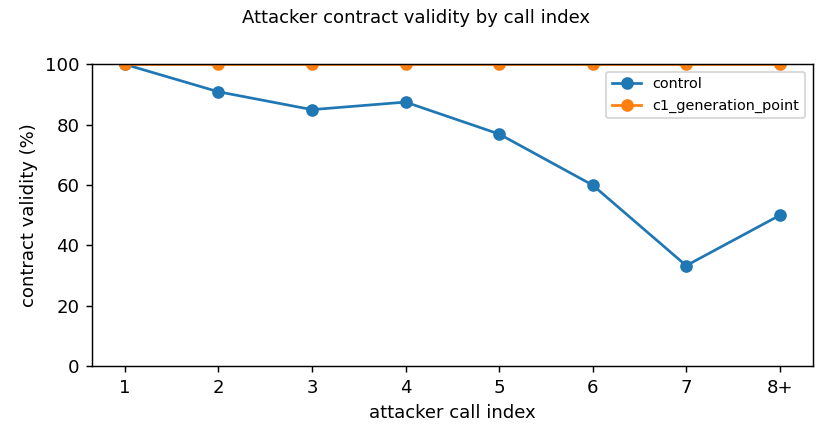 Attacker contract validity by call index
contract validity (%)
100
80
60
40
20
0
control
c1_generation_point
1 2 3 4 5 6 7 8+
attacker call index